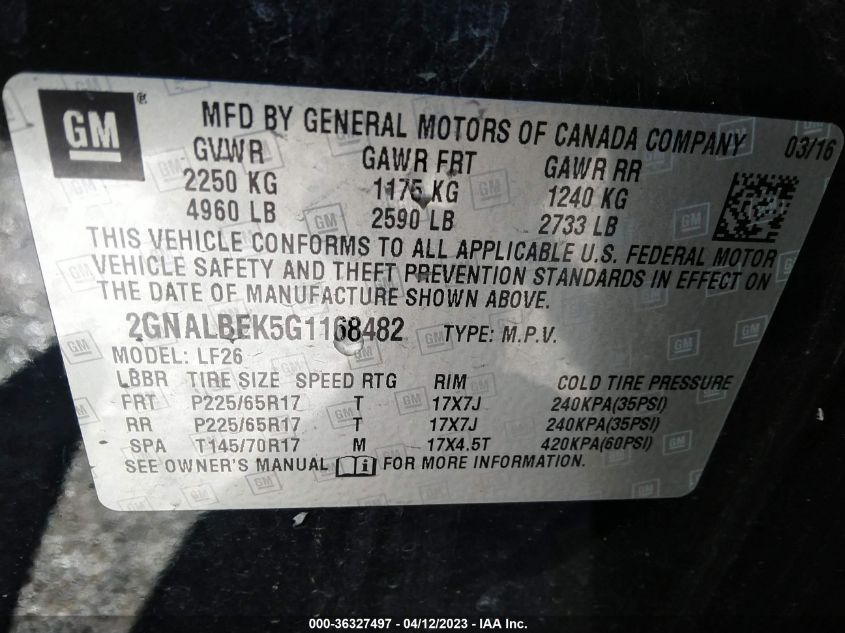 GM ®
MFD BY GENERAL MOTORS OF CANADA COMPANY
03/16
GVWR GAWR FRT GAWR RR
2250 KG 1175 KG 1240 KG
4960 LB 2590 LB 2733 LB
THIS VEHICLE CONFORMS TO ALL APPLICABLE U.S. FEDERAL MOTOR
VEHICLE SAFETY AND THEFT PREVENTION STANDARDS IN EFFECT ON
THE DATE OF MANUFACTURE SHOWN ABOVE.
2GNALBEK5G1168482 TYPE: M.P.V.
MODEL: LF26
LBBR TIRE SIZE SPEED RTG RIM COLD TIRE PRESSURE
FRT P225/65R17 T 17X7J 240KPA(35PSI)
RR P225/65R17 T 17X7J 240KPA(35PSI)
SPA T145/70R17 M 17X4.5T 420KPA(60PSI)
SEE OWNER'S MANUAL FOR MORE INFORMATION.
000-36327497 - 04/12/2023 - IAA Inc.